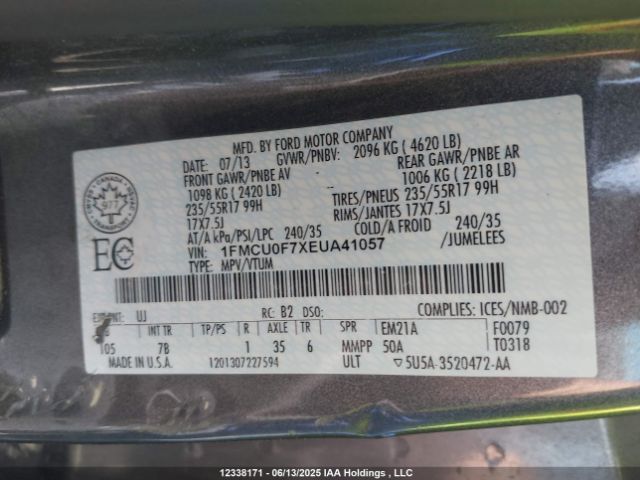 MFD. BY FORD MOTOR COMPANY
DATE: 07/13 GVWR/PNBV: 2096 KG ( 4620 LB)
FRONT GAWR/PNBE AV REAR GAWR/PNBE AR
1098 KG ( 2420 LB) 1006 KG ( 2218 LB)
235/55R17 99H TIRES/PNEUS 235/55R17 99H
17X7.5J RIMS/JANTES 17X7.5J
AT/A kPa/PSI/LPC 240/35 COLD/A FROID 240/35
VIN: 1FMCU0F7XEUA41057 /JUMELEES
TYPE: MPV/VTUM
CANADA
977
EC
UJ RC: B2 DSO: COMPLIES: ICES/NMB-002
INT TR TP/PS R AXLE TR SPR EM21A F0079
105 7B 1 35 6 MMPP 50A T0318
MADE IN U.S.A. 1201307227594 ULT ▽5U5A-3520472-AA
12338171 - 06/13/2025 IAA Holdings , LLC